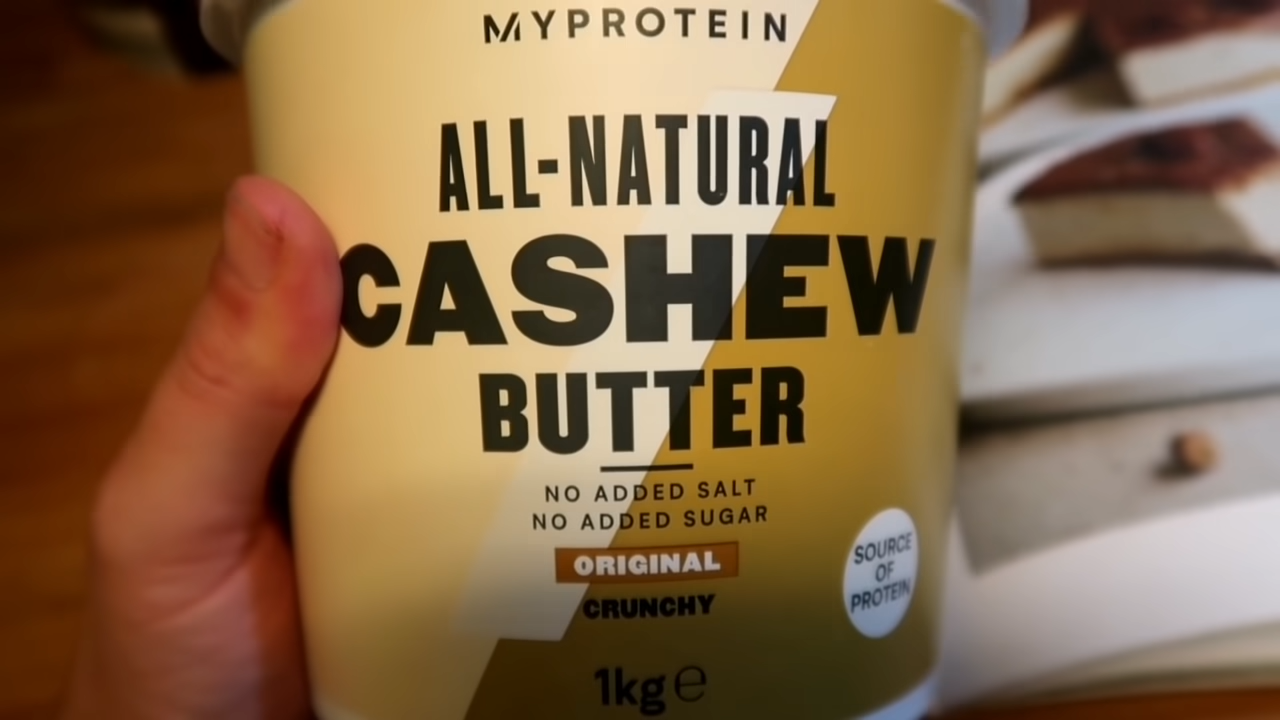 MYPROTEIN
ALL-NATURAL
CASHEW
BUTTER
NO ADDED SALT
NO ADDED SUGAR
ORIGINAL
CRUNCHY
SOURCE
OF
PROTEIN
1kg ℮